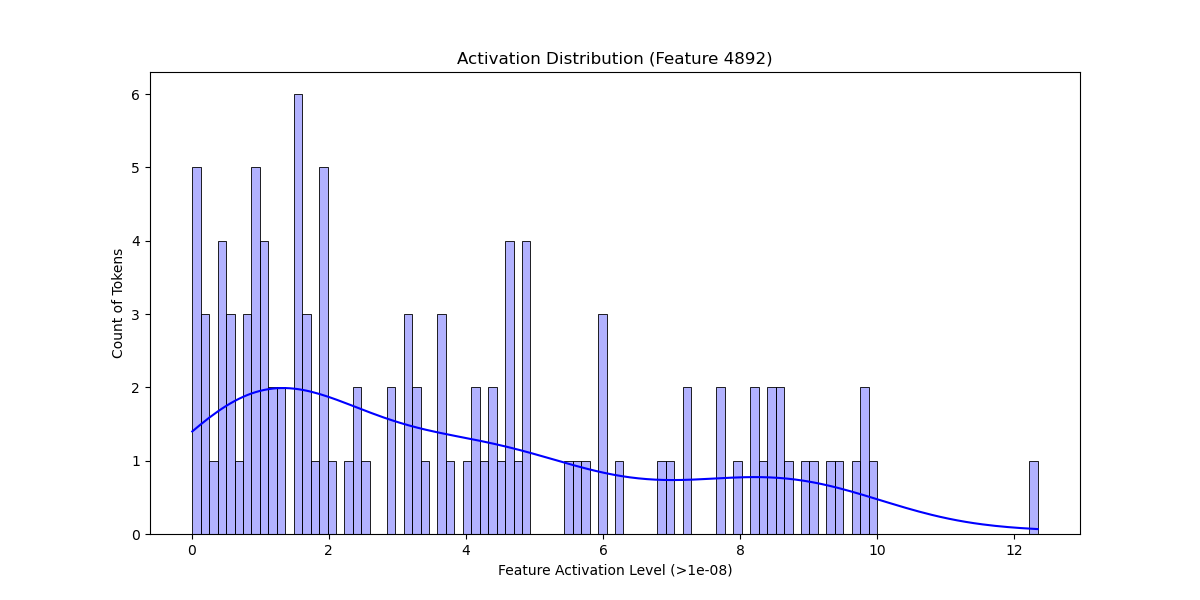 Activation Distribution (Feature 4892)
6
5
4
3
2
1
0
Count of Tokens
0 2 4 6 8 10 12
Feature Activation Level (>1e-08)